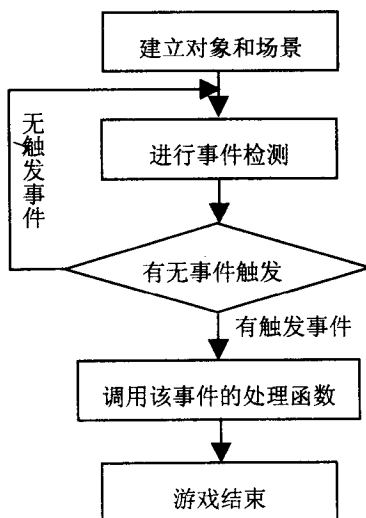 建立对象和场景
无触发事件
进行事件检测
有无事件触发
有触发事件
调用该事件的处理函数
游戏结束